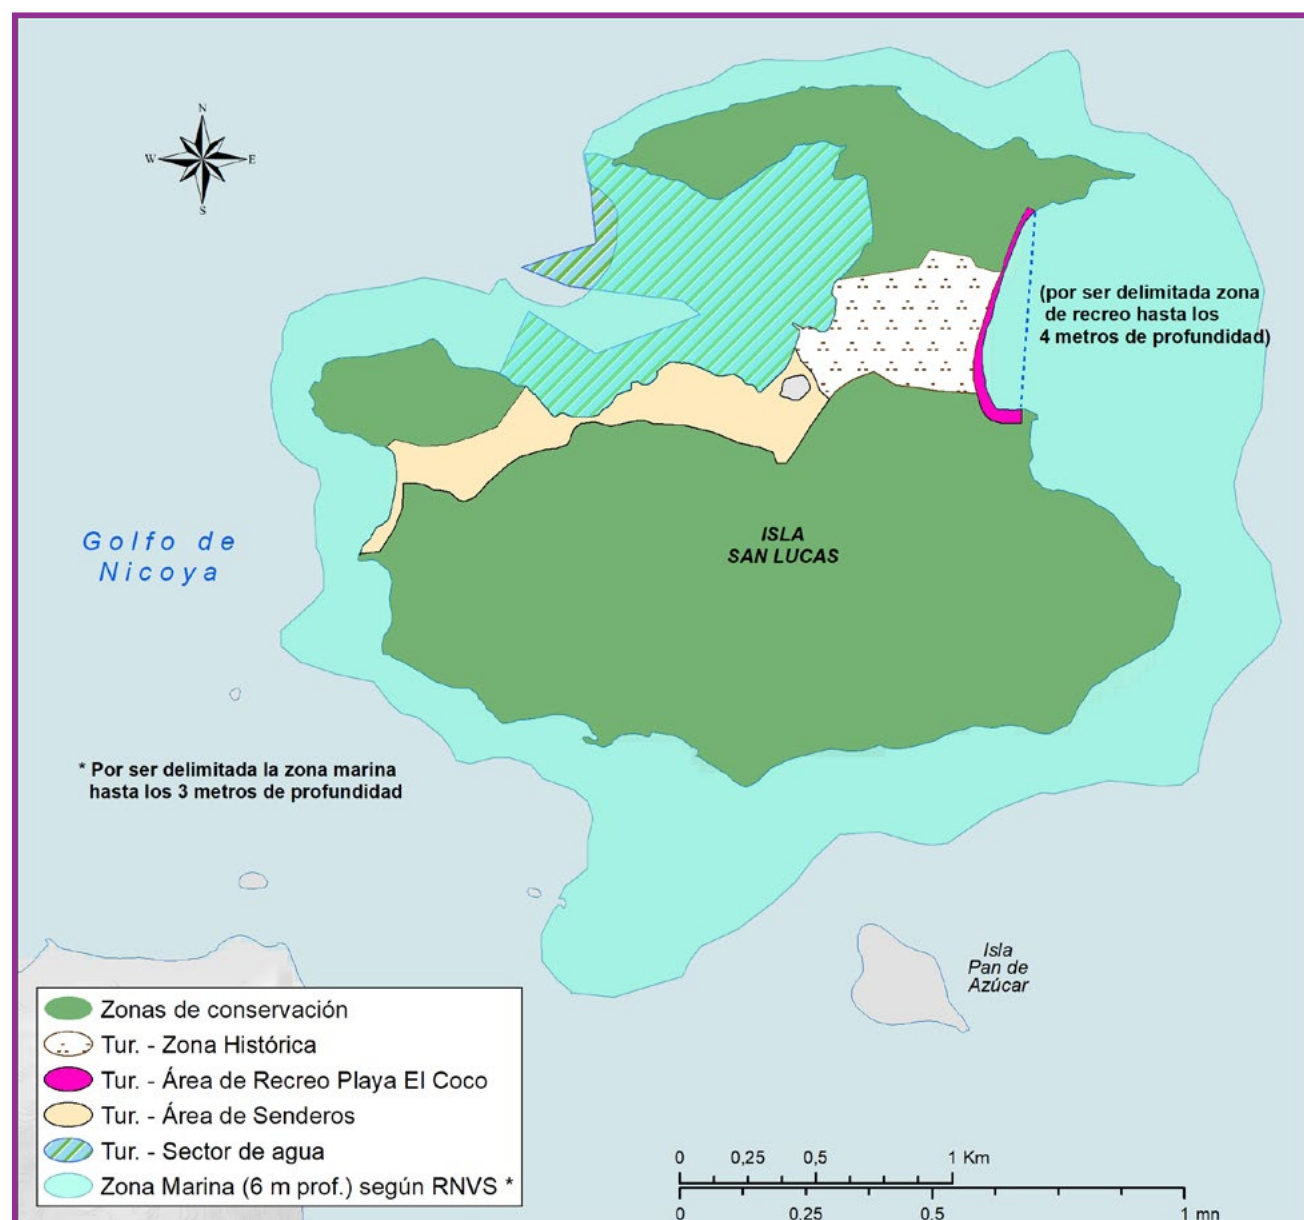 N
W
E
S
(por ser delimitada zona
de recreo hasta los
4 metros de profundidad)
ISLA
SAN LUCAS
Golfo de
Nicoya
* Por ser delimitada la zona marina
hasta los 3 metros de profundidad
Isla
Pan de
Azúcar
Zonas de conservación
Tur. - Zona Histórica
Tur. - Área de Recreo Playa El Coco
Tur. - Área de Senderos
Tur. - Sector de agua
Zona Marina (6 m prof.) según RNVS *
0 0,25 0,5 1 Km
0 0.25 0.5 1 mn